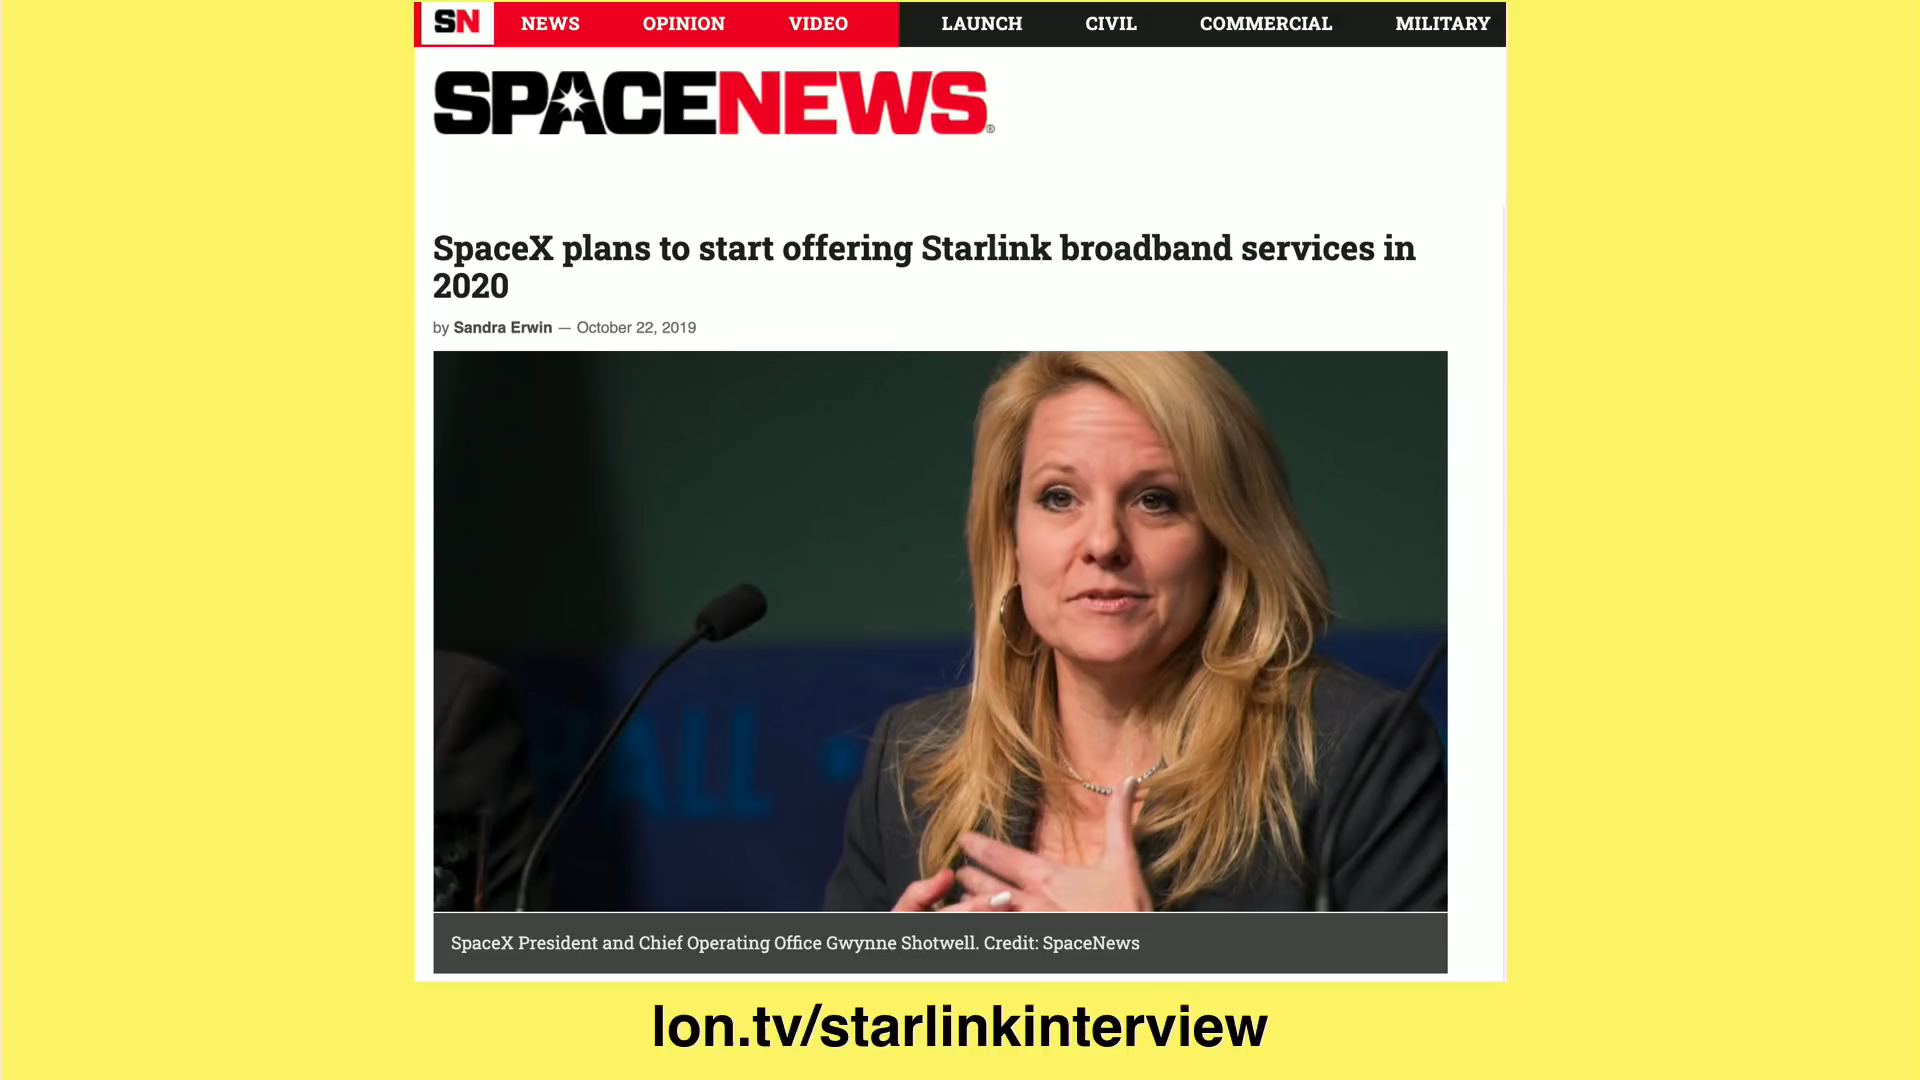 SN NEWS OPINION VIDEO LAUNCH CIVIL COMMERCIAL MILITARY
SPACENEWS®
SpaceX plans to start offering Starlink broadband services in
2020
by Sandra Erwin — October 22, 2019
ALL
SpaceX President and Chief Operating Office Gwynne Shotwell. Credit: SpaceNews
lon.tv/starlinkinterview